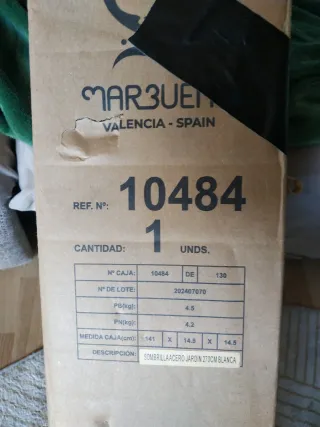 MARBUEN
VALENCIA - SPAIN
REF. Nº: 10484
CANTIDAD: 1 UNDS.
Nº CAJA: 10484 DE 130
Nº DE LOTE: 202407070
PB(kg): 4.5
PN(kg): 4.2
MEDIDA CAJA(cm): 141 X 14.5 X 14.5
DESCRIPCIÓN: SOMBRILLA ACERO JARDIN 270CM BLANCA